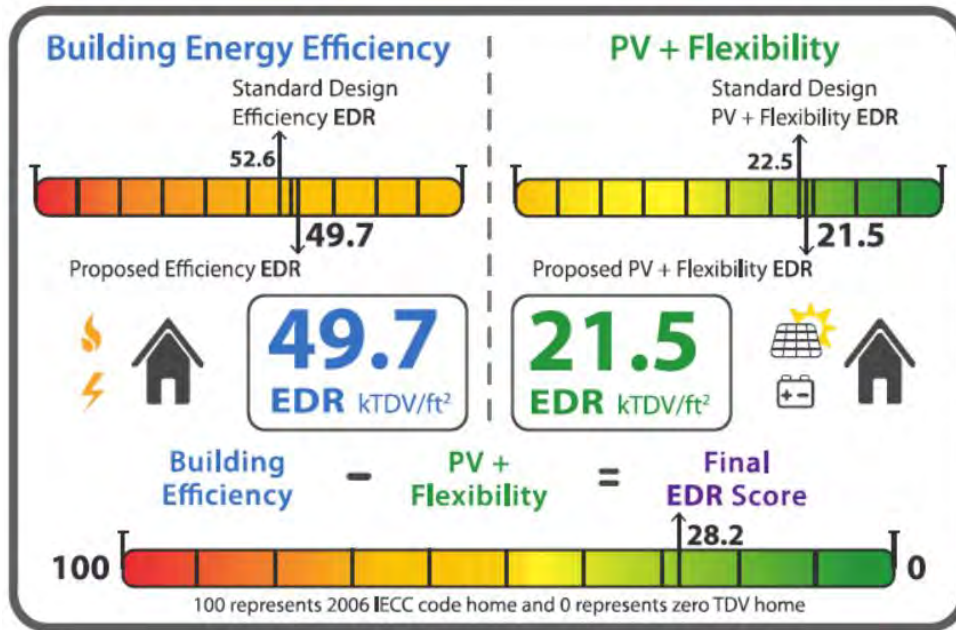 Building Energy Efficiency
Standard Design
Efficiency EDR
52.6
49.7
Proposed Efficiency EDR
49.7
EDR kTDV/ft²
PV + Flexibility
Standard Design
PV + Flexibility EDR
22.5
21.5
Proposed PV + Flexibility EDR
21.5
EDR kTDV/ft²
+ -
Building
Efficiency
-
PV +
Flexibility
=
Final
EDR Score
28.2
100
0
100 represents 2006 IECC code home and 0 represents zero TDV home